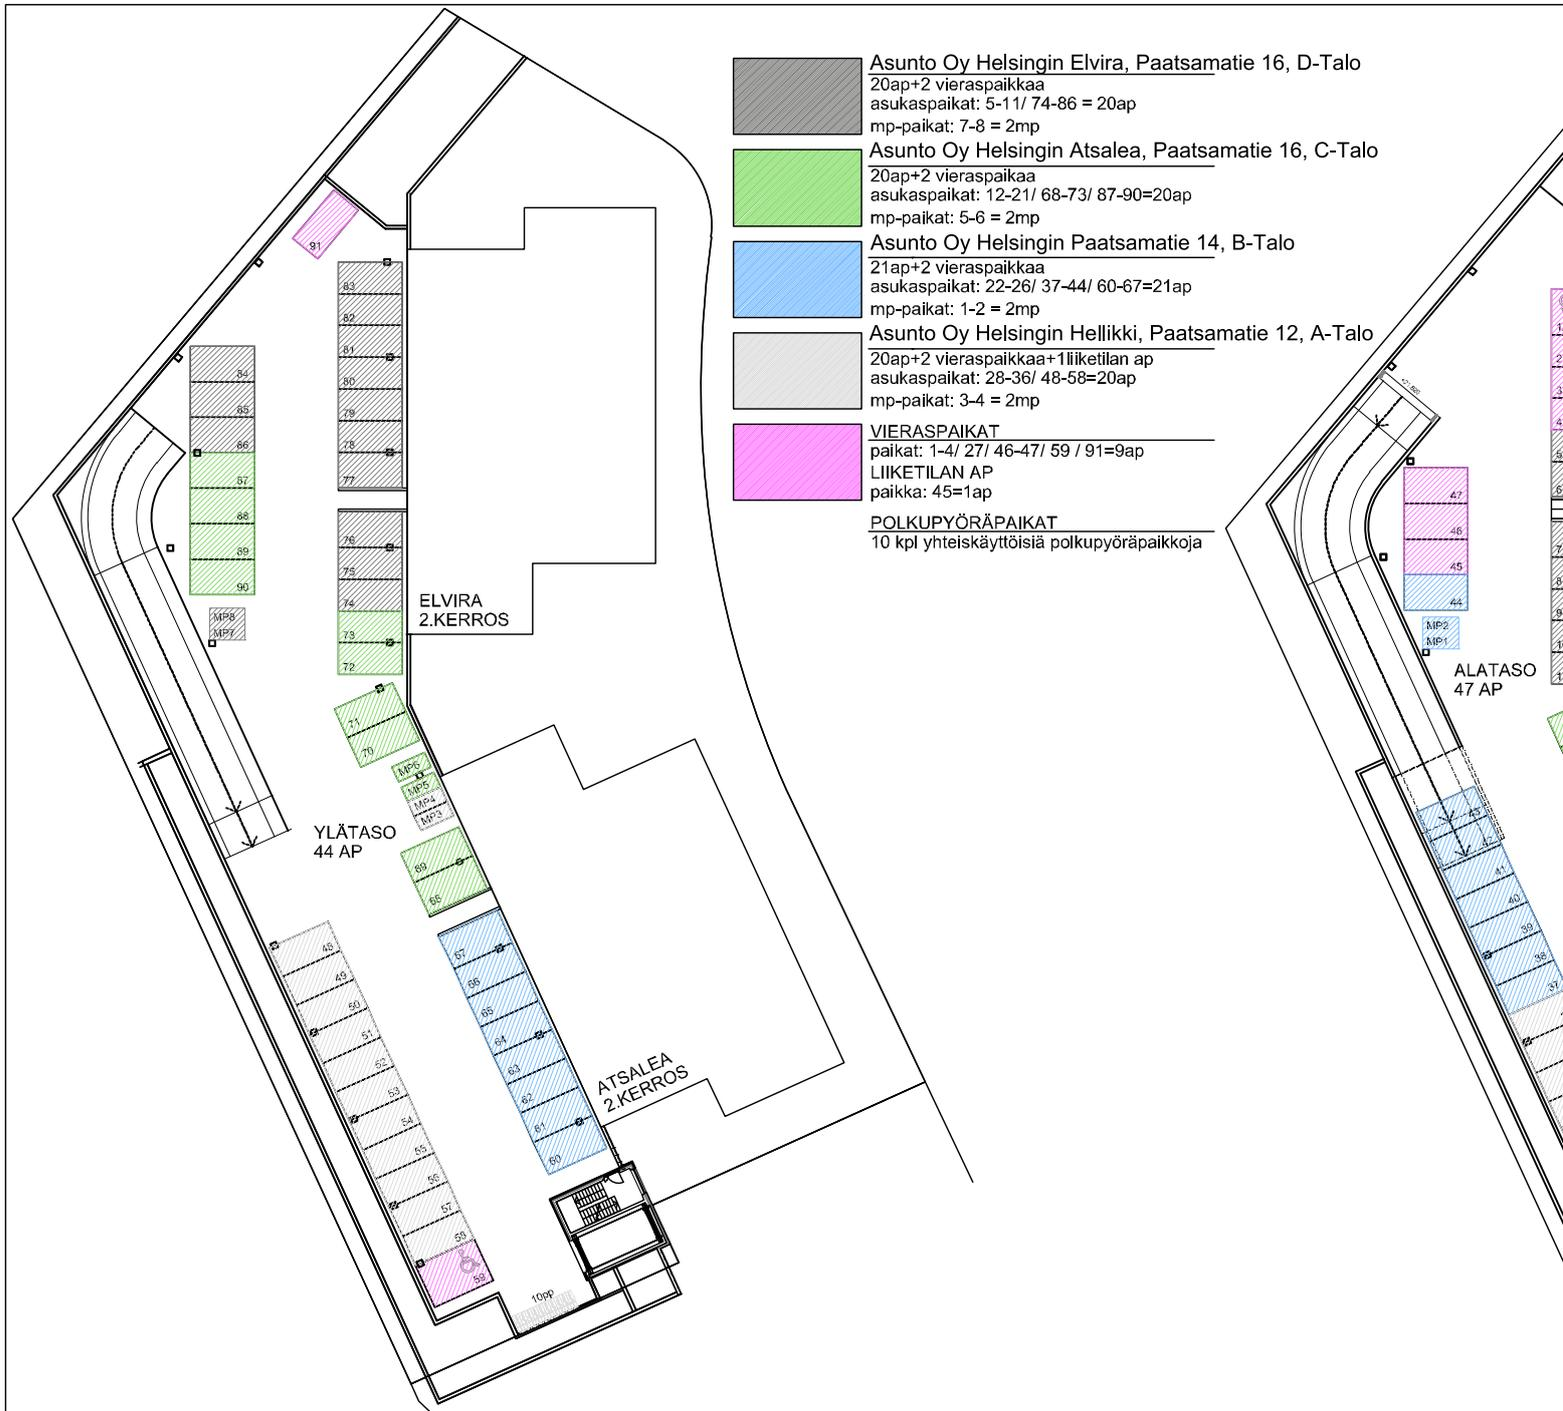 Asunto Oy Helsingin Elvira, Paatsamatie 16, D-Talo
20ap+2 vieraspaikkaa
asukaspaikat: 5-11/ 74-86 = 20ap
mp-paikat: 7-8 = 2mp
Asunto Oy Helsingin Atsalea, Paatsamatie 16, C-Talo
20ap+2 vieraspaikaa
asukaspaikat: 12-21/ 68-73/ 87-90=20ap
mp-paikat: 5-6 = 2mp
Asunto Oy Helsingin Paatsamatie 14, B-Talo
21ap+2 vieraspaikkaa
asukaspaikat: 22-26/ 37-44/ 60-67=21ap
mp-paikat: 1-2 = 2mp
Asunto Oy Helsingin Hellikki, Paatsamatie 12, A-Talo
20ap+2 vieraspaikkaa+1liiketilan ap
asukaspaikat: 28-36/ 48-58=20ap
mp-paikat: 3-4 = 2mp
VIERASPAIKAT
paikat: 1-4/ 27/ 46-47/ 59 / 91=9ap
LIIKETILAN AP
paikka: 45=1ap
POLKUPYÖRÄPAIKAT
10 kpl yhteiskäyttöisiä polkupyöräpaikkoja
91
83
82
81
80
79
78
77
76
75
74
73
72
84
85
86
87
88
89
90
MP8
MP7
ELVIRA
2.KERROS
71
70
MP6
MP5
MP4
MP3
YLÄTASO
44 AP
69
68
67
66
65
64
63
62
61
60
48
49
50
51
52
53
54
55
56
57
58
59
ATSALEA
2.KERROS
10pp
47
46
45
44
MP2
MP1
ALATASO
47 AP
43
42
41
40
39
38
37